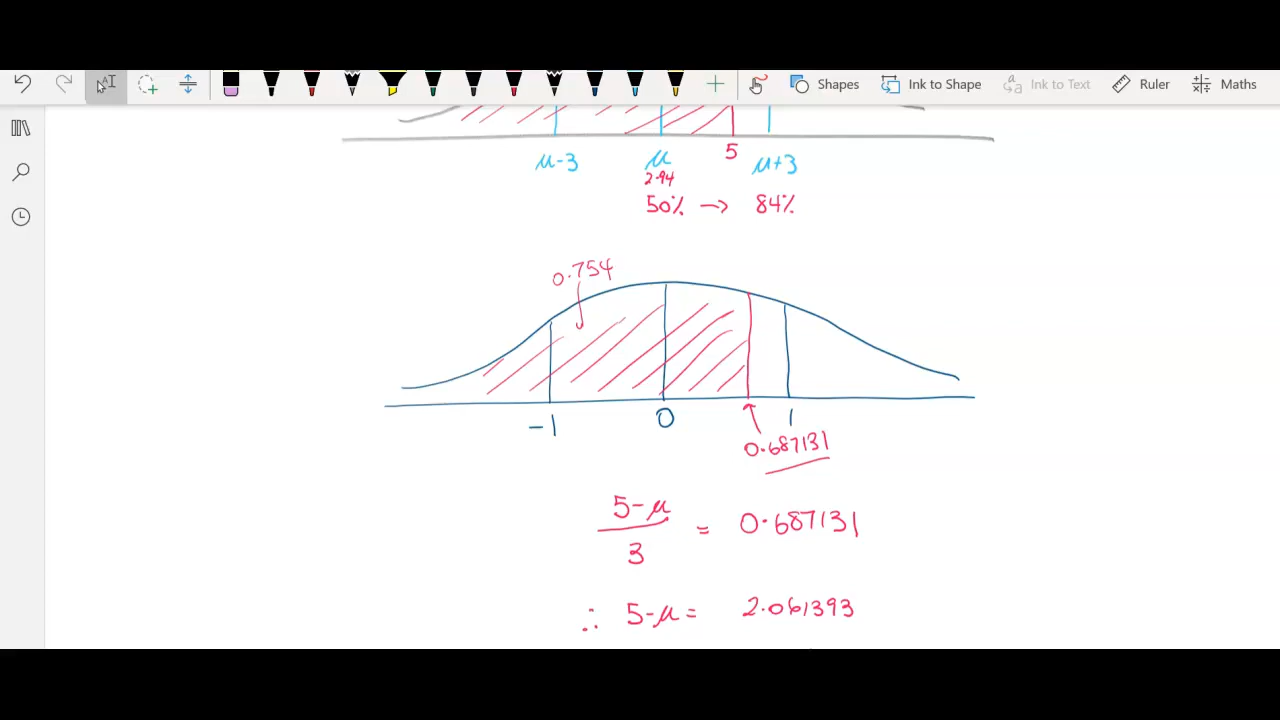 Shapes Ink to Shape Ink to Text Ruler Maths
μ-3 μ 5 μ+3
2.94
50% → 84%
0.754
-1 0 1
0.687131
5-μ
3
= 0.687131
∴ 5-μ = 2.061393